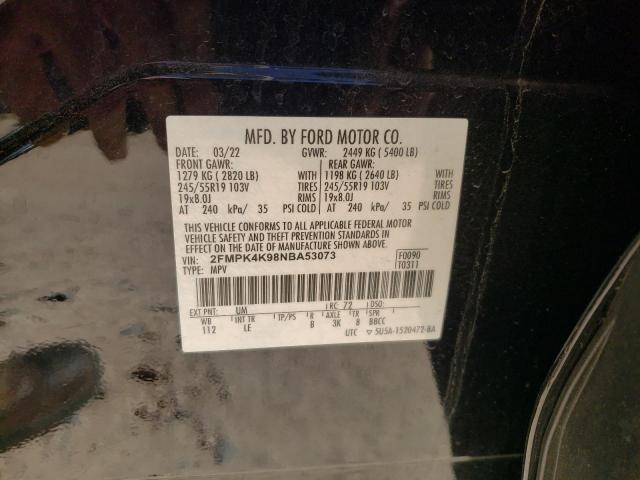 MFD. BY FORD MOTOR CO.
DATE: 03/22 GVWR: 2449 KG ( 5400 LB)
FRONT GAWR: REAR GAWR:
1279 KG ( 2820 LB) WITH 1198 KG ( 2640 LB) WITH
245/55R19 103V TIRES 245/55R19 103V TIRES
19x8.0J RIMS 19x8.0J RIMS
AT 240 kPa/ 35 PSI COLD AT 240 kPa/ 35 PSI COLD
THIS VEHICLE CONFORMS TO ALL APPLICABLE FEDERAL MOTOR
VEHICLE SAFETY AND THEFT PREVENTION STANDARDS IN EFFECT
ON THE DATE OF MANUFACTURE SHOWN ABOVE.
VIN: 2FMPK4K98NBA53073 F0090
TYPE: MPV T0311
EXT PNT: UM RC: 72 DSO:
WB INT TR TP/PS R AXLE TR SPR
112 LE B 3K 8 BBCC
UTC ▽ 5U5A-1520472-BA